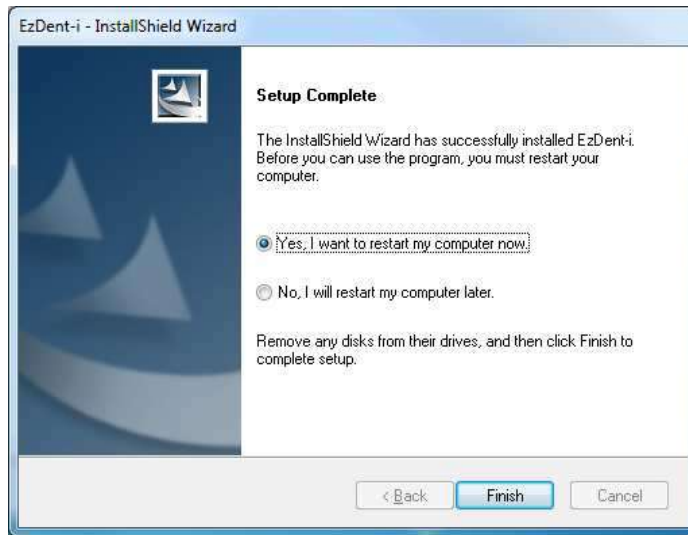 EzDent-i - InstallShield Wizard
Setup Complete
The InstallShield Wizard has successfully installed EzDent-i.
Before you can use the program, you must restart your
computer.
Yes, I want to restart my computer now.
No, I will restart my computer later.
Remove any disks from their drives, and then click Finish to
complete setup.
< Back
Finish
Cancel